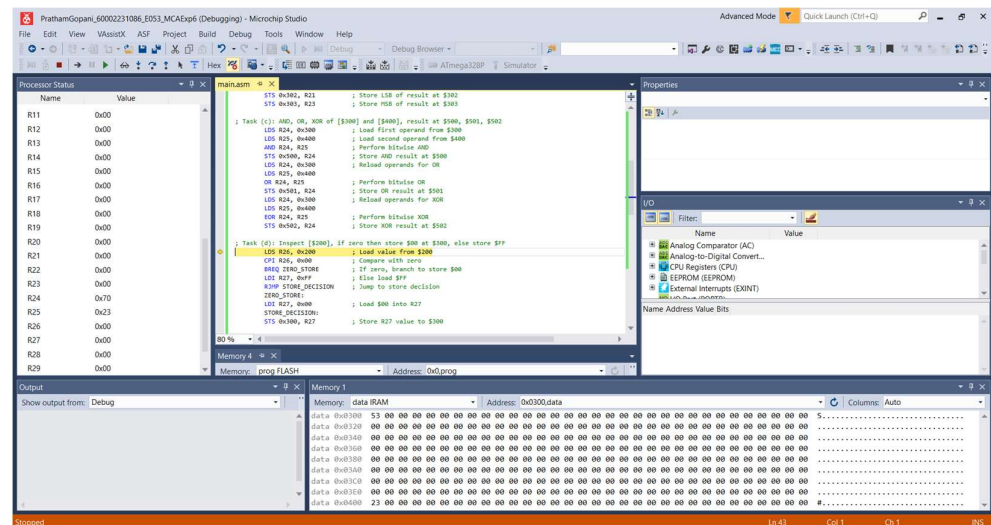 PrathamGopani_60002231086_E053_MCAExp6 (Debugging) - Microchip Studio
Advanced Mode
Quick Launch (Ctrl+Q)
File Edit View VAssistX ASF Project Build Debug Tools Window Help
Debug Debug Browser
Hex ATmega328P Simulator
Processor Status
Name Value
R11 0x00
R12 0x00
R13 0x00
R14 0x00
R15 0x00
R16 0x00
R17 0x00
R18 0x00
R19 0x00
R20 0x00
R21 0x00
R22 0x00
R23 0x00
R24 0x70
R25 0x23
R26 0x00
R27 0x00
R28 0x00
R29 0x00
main.asm
STS 0x302, R21 ; Store LSB of result at $302
STS 0x303, R23 ; Store MSB of result at $303
; Task (c): AND, OR, XOR of [$300] and [$400], result at $500, $501, $502
LDS R24, 0x300 ; Load first operand from $300
LDS R25, 0x400 ; Load second operand from $400
AND R24, R25 ; Perform bitwise AND
STS 0x500, R24 ; Store AND result at $500
LDS R24, 0x300 ; Reload operands for OR
LDS R25, 0x400
OR R24, R25 ; Perform bitwise OR
STS 0x501, R24 ; Store OR result at $501
LDS R24, 0x300 ; Reload operands for XOR
LDS R25, 0x400
EOR R24, R25 ; Perform bitwise XOR
STS 0x502, R24 ; Store XOR result at $502
; Task (d): Inspect [$200], if zero then store $00 at $300, else store $FF
LDS R26, 0x200 ; Load value from $200
CPI R26, 0x00 ; Compare with zero
BREQ ZERO_STORE ; If zero, branch to store $00
LDI R27, 0xFF ; Else load $FF
RJMP STORE_DECISION ; Jump to store decision
ZERO_STORE:
LDI R27, 0x00 ; Load $00 into R27
STORE_DECISION:
STS 0x300, R27 ; Store R27 value to $300
80 %
Memory 4
Memory: prog FLASH Address: 0x0,prog
Properties
I/O
Filter:
Name Value
Analog Comparator (AC)
Analog-to-Digital Convert...
CPU Registers (CPU)
EEPROM (EEPROM)
External Interrupts (EXINT)
Name Address Value Bits
Output
Show output from: Debug
Memory 1
Memory: data IRAM Address: 0x0300,data Columns: Auto
data 0x0300 53 00 00 00 00 00 00 00 00 00 00 00 00 00 00 00 00 00 00 00 00 00 00 00 00 00 00 00 00 00 00 00 S...............................
data 0x0320 00 00 00 00 00 00 00 00 00 00 00 00 00 00 00 00 00 00 00 00 00 00 00 00 00 00 00 00 00 00 00 00 ................................
data 0x0340 00 00 00 00 00 00 00 00 00 00 00 00 00 00 00 00 00 00 00 00 00 00 00 00 00 00 00 00 00 00 00 00 ................................
data 0x0360 00 00 00 00 00 00 00 00 00 00 00 00 00 00 00 00 00 00 00 00 00 00 00 00 00 00 00 00 00 00 00 00 ................................
data 0x0380 00 00 00 00 00 00 00 00 00 00 00 00 00 00 00 00 00 00 00 00 00 00 00 00 00 00 00 00 00 00 00 00 ................................
data 0x03A0 00 00 00 00 00 00 00 00 00 00 00 00 00 00 00 00 00 00 00 00 00 00 00 00 00 00 00 00 00 00 00 00 ................................
data 0x03C0 00 00 00 00 00 00 00 00 00 00 00 00 00 00 00 00 00 00 00 00 00 00 00 00 00 00 00 00 00 00 00 00 ................................
data 0x03E0 00 00 00 00 00 00 00 00 00 00 00 00 00 00 00 00 00 00 00 00 00 00 00 00 00 00 00 00 00 00 00 00 ................................
data 0x0400 23 00 00 00 00 00 00 00 00 00 00 00 00 00 00 00 00 00 00 00 00 00 00 00 00 00 00 00 00 00 00 00 #...............................
Stopped Ln 43 Col 1 Ch 1 INS